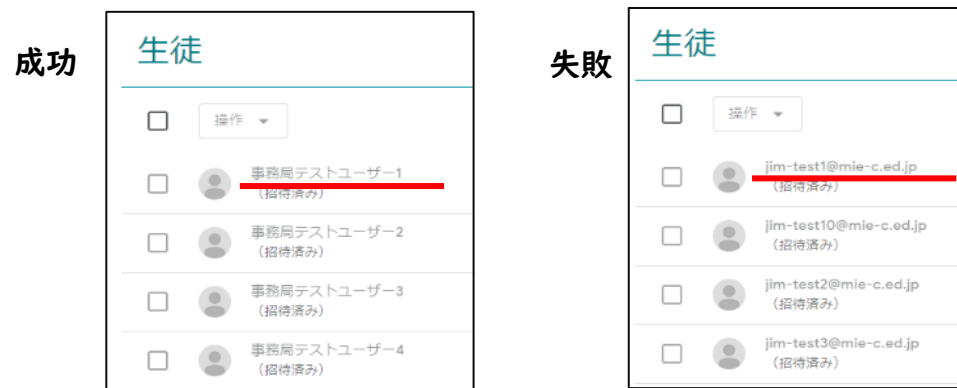 成功
生徒
操作
事務局テストユーザー1
（招待済み）
事務局テストユーザー2
（招待済み）
事務局テストユーザー3
（招待済み）
事務局テストユーザー4
（招待済み）
失敗
生徒
操作
jim-test1@mie-c.ed.jp
（招待済み）
jim-test10@mie-c.ed.jp
（招待済み）
jim-test2@mie-c.ed.jp
（招待済み）
jim-test3@mie-c.ed.jp
（招待済み）